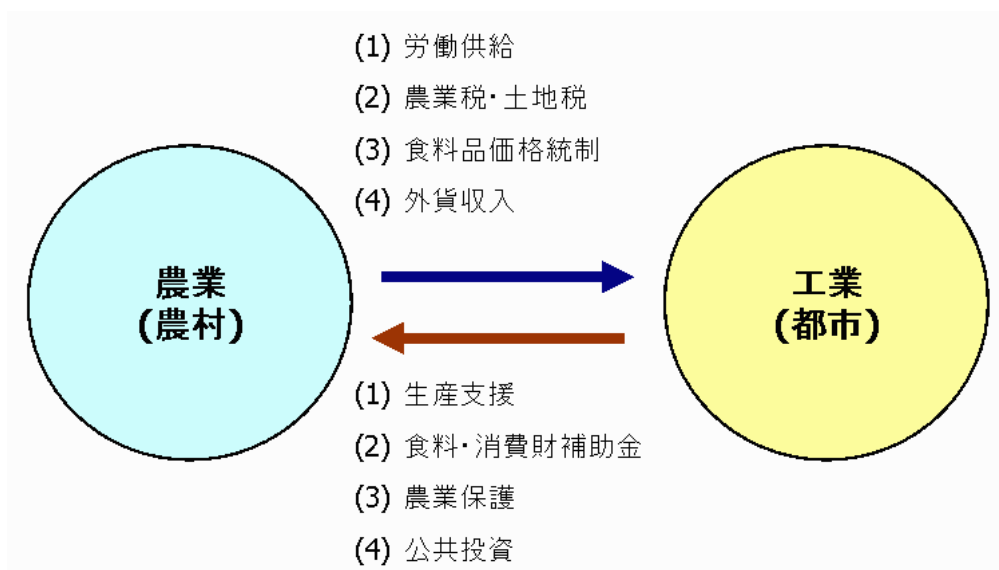 (1) 労働供給
(2) 農業税・土地税
(3) 食料品価格統制
(4) 外貨収入
農業
(農村)
工業
(都市)
(1) 生産支援
(2) 食料・消費財補助金
(3) 農業保護
(4) 公共投資